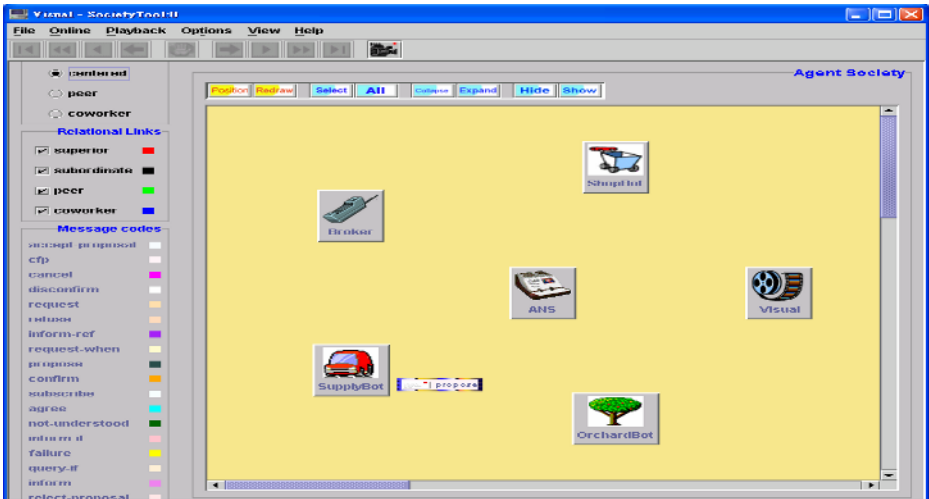 Visual - SocietyTool:II
File Online Playback Options View Help
centered
peer
coworker
Relational Links
superior
subordinate
peer
coworker
Message codes
accept-proposal
cfp
cancel
disconfirm
request
refuse
inform-ref
request-when
propose
confirm
subscribe
agree
not-understood
inform-if
failure
query-if
inform
reject-proposal
Agent Society
Position Redraw Select All Collapse Expand Hide Show
ShopBot
Broker
ANS
Visual
SupplyBot
propose
OrchardBot